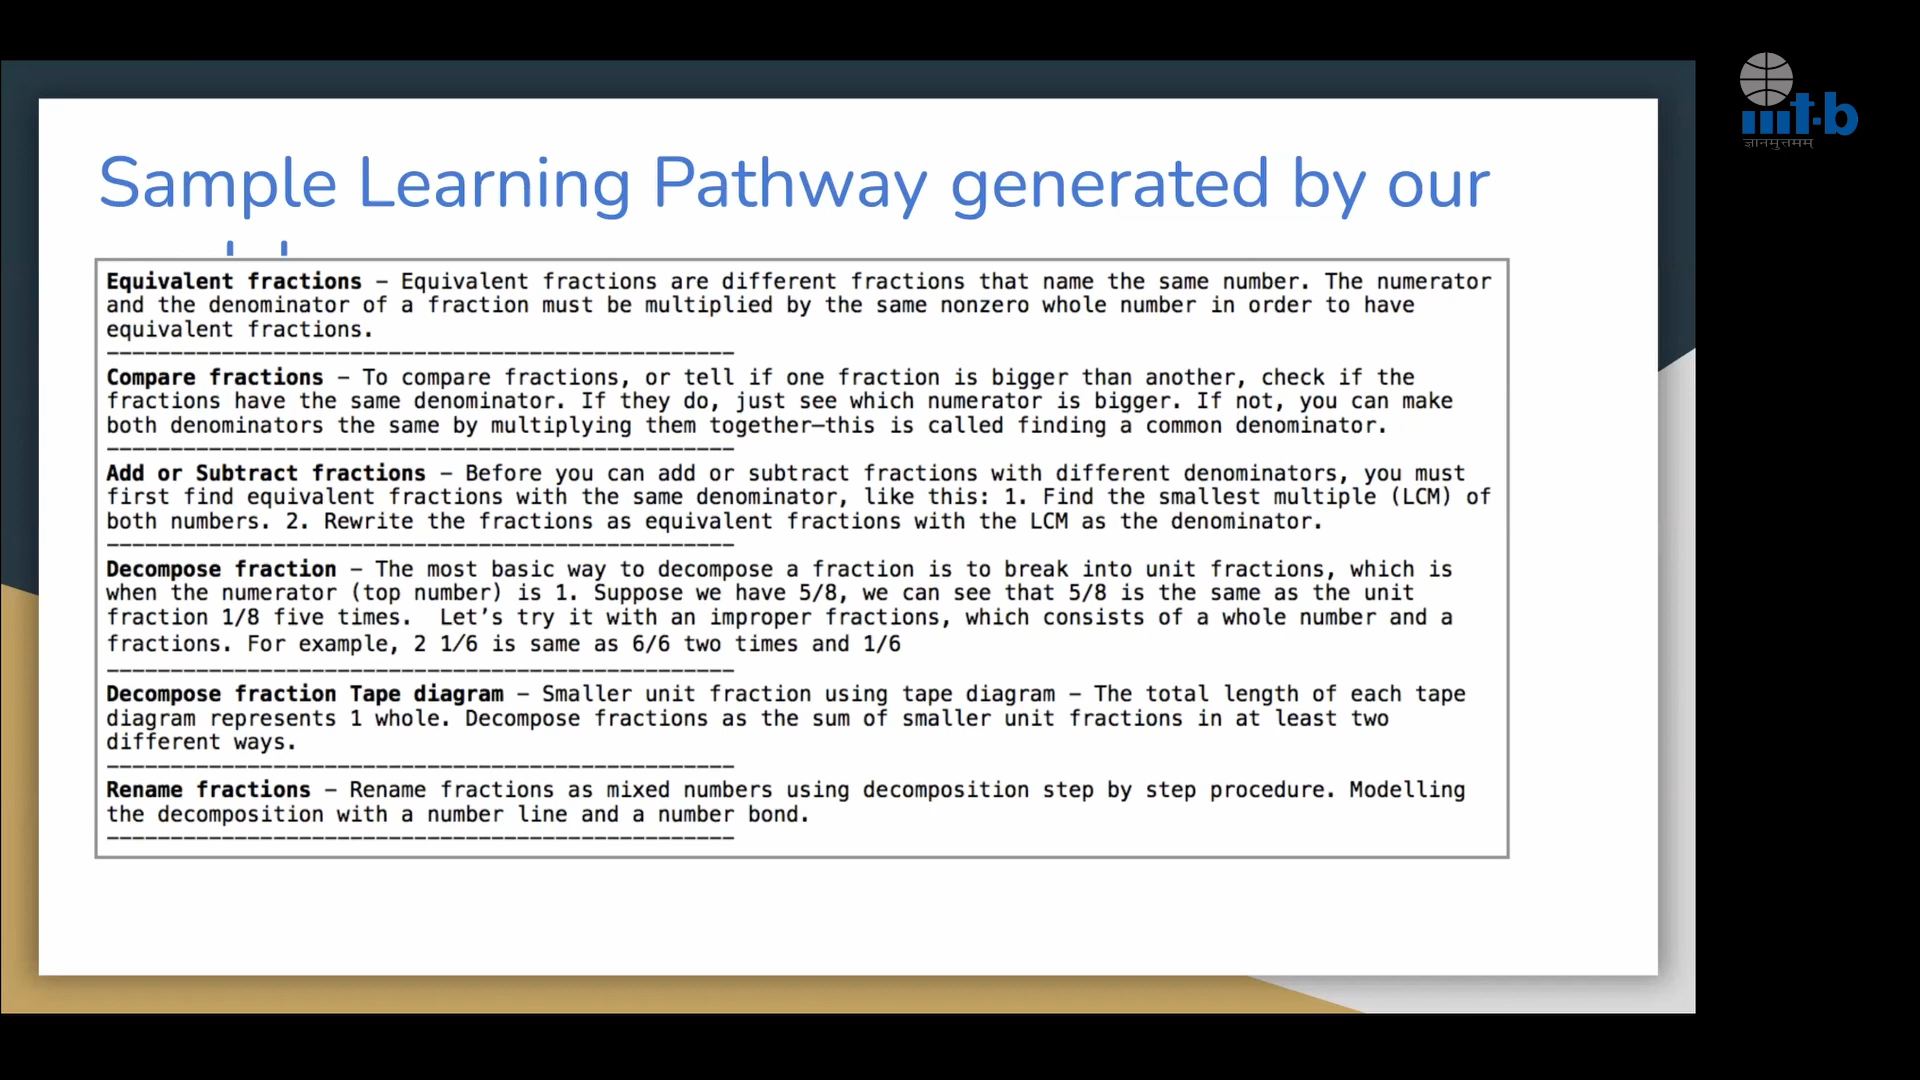 Sample Learning Pathway generated by our
Equivalent fractions – Equivalent fractions are different fractions that name the same number. The numerator
and the denominator of a fraction must be multiplied by the same nonzero whole number in order to have
equivalent fractions.
Compare fractions – To compare fractions, or tell if one fraction is bigger than another, check if the
fractions have the same denominator. If they do, just see which numerator is bigger. If not, you can make
both denominators the same by multiplying them together—this is called finding a common denominator.
Add or Subtract fractions – Before you can add or subtract fractions with different denominators, you must
first find equivalent fractions with the same denominator, like this: 1. Find the smallest multiple (LCM) of
both numbers. 2. Rewrite the fractions as equivalent fractions with the LCM as the denominator.
Decompose fraction – The most basic way to decompose a fraction is to break into unit fractions, which is
when the numerator (top number) is 1. Suppose we have 5/8, we can see that 5/8 is the same as the unit
fraction 1/8 five times.  Let’s try it with an improper fractions, which consists of a whole number and a
fractions. For example, 2 1/6 is same as 6/6 two times and 1/6
Decompose fraction Tape diagram – Smaller unit fraction using tape diagram – The total length of each tape
diagram represents 1 whole. Decompose fractions as the sum of smaller unit fractions in at least two
different ways.
Rename fractions – Rename fractions as mixed numbers using decomposition step by step procedure. Modelling
the decomposition with a number line and a number bond.
iiit-b
ज्ञानमुत्तमम्